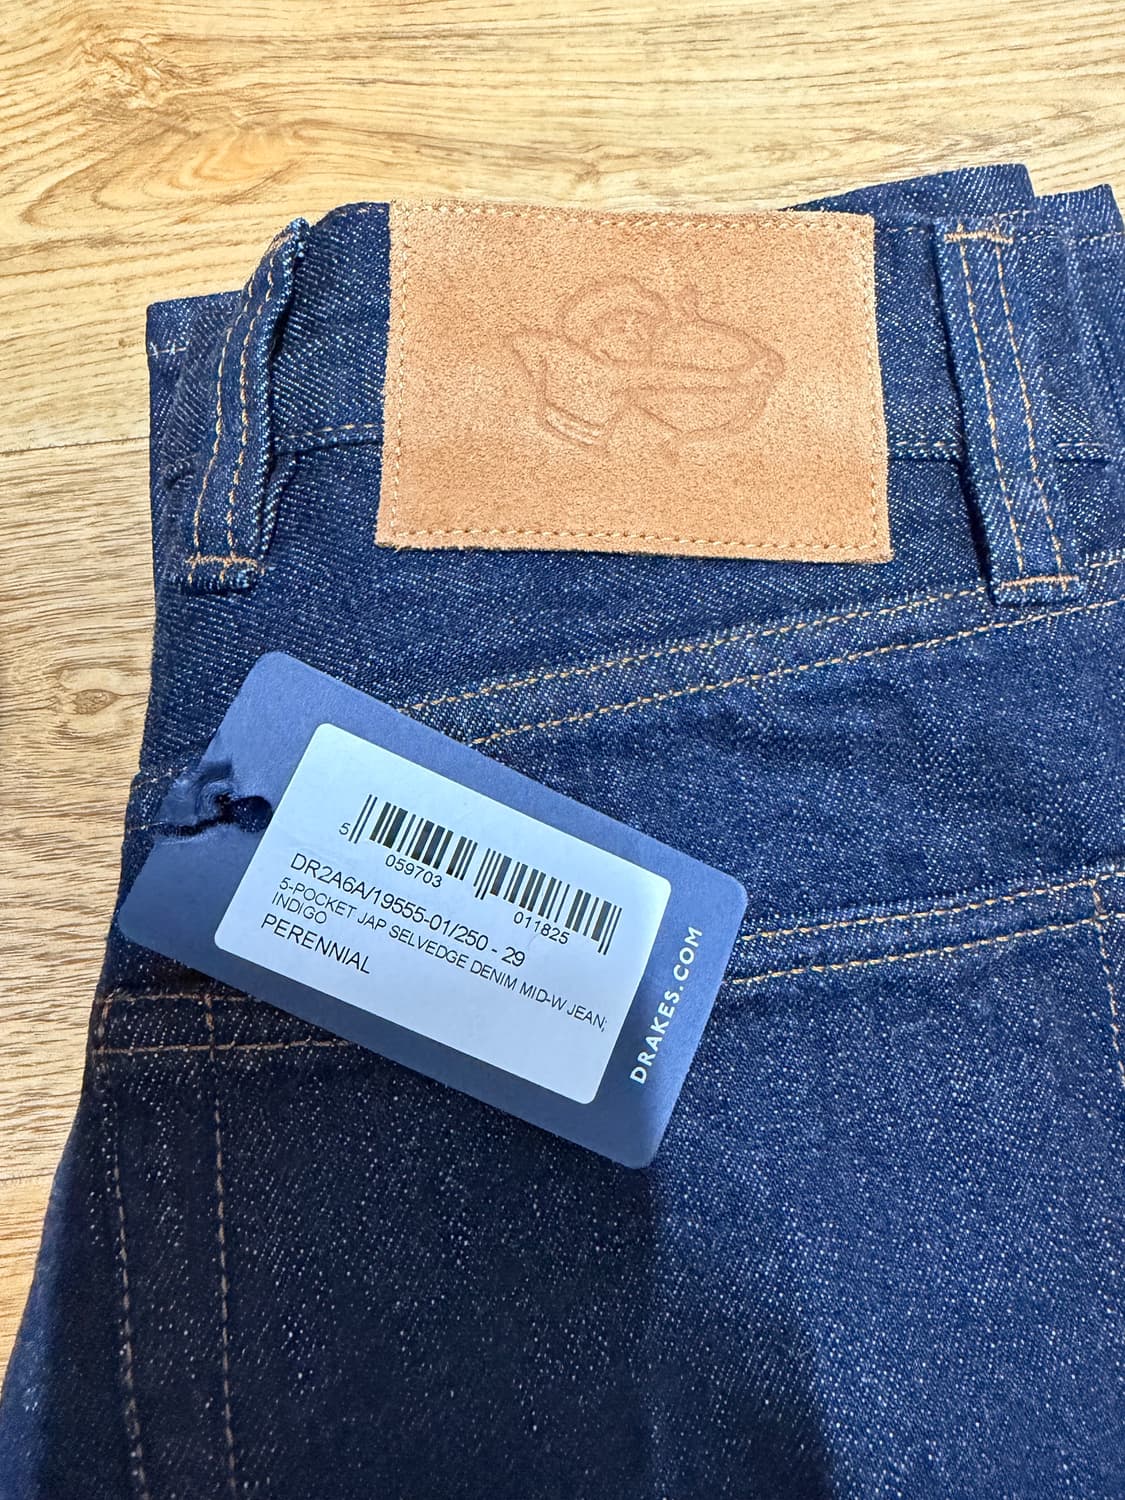 5 059703 011825
DR2A6A/19555-01/250 - 29
5-POCKET JAP SELVEDGE DENIM MID-W JEAN;
INDIGO
PERENNIAL
DRAKES.COM